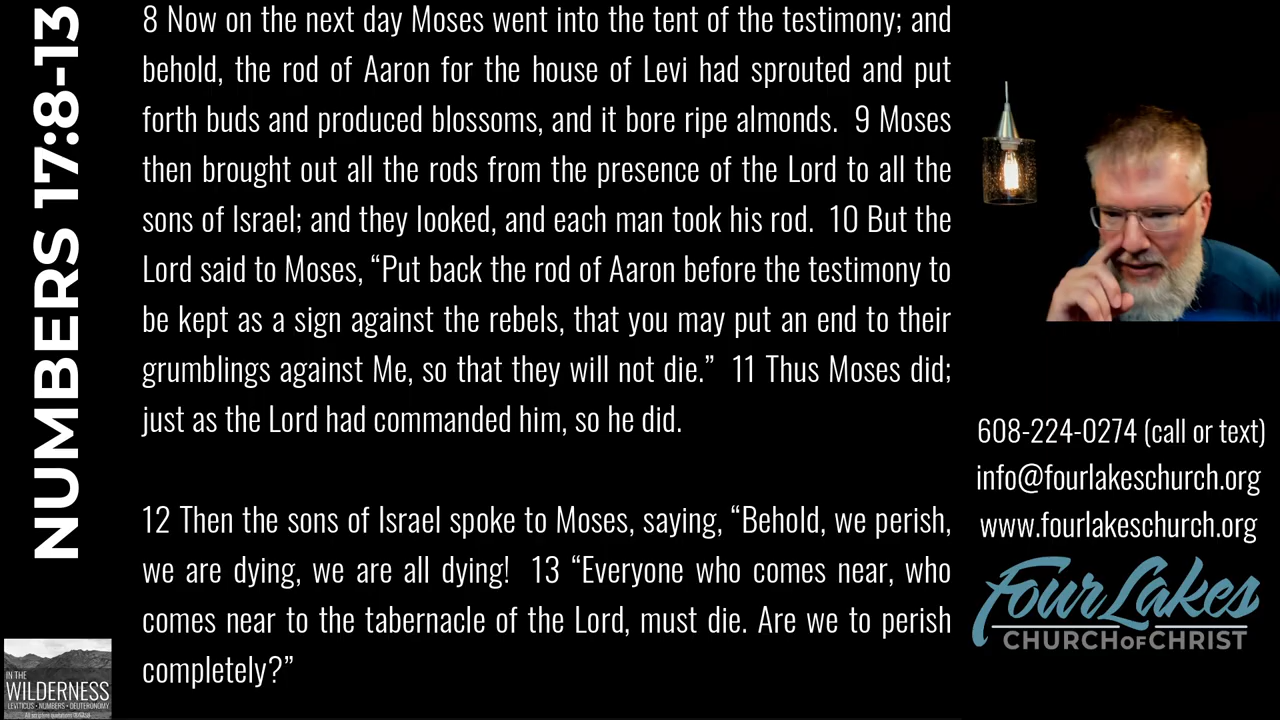 NUMBERS 17:8-13
8 Now on the next day Moses went into the tent of the testimony; and
behold, the rod of Aaron for the house of Levi had sprouted and put
forth buds and produced blossoms, and it bore ripe almonds.  9 Moses
then brought out all the rods from the presence of the Lord to all the
sons of Israel; and they looked, and each man took his rod.  10 But the
Lord said to Moses, “Put back the rod of Aaron before the testimony to
be kept as a sign against the rebels, that you may put an end to their
grumblings against Me, so that they will not die.”  11 Thus Moses did;
just as the Lord had commanded him, so he did.
12 Then the sons of Israel spoke to Moses, saying, “Behold, we perish,
we are dying, we are all dying!  13 “Everyone who comes near, who
comes near to the tabernacle of the Lord, must die. Are we to perish
completely?”
608-224-0274 (call or text)
info@fourlakeschurch.org
www.fourlakeschurch.org
Four Lakes
CHURCH OF CHRIST
IN THE
WILDERNESS
LEVITICUS • NUMBERS • DEUTERONOMY